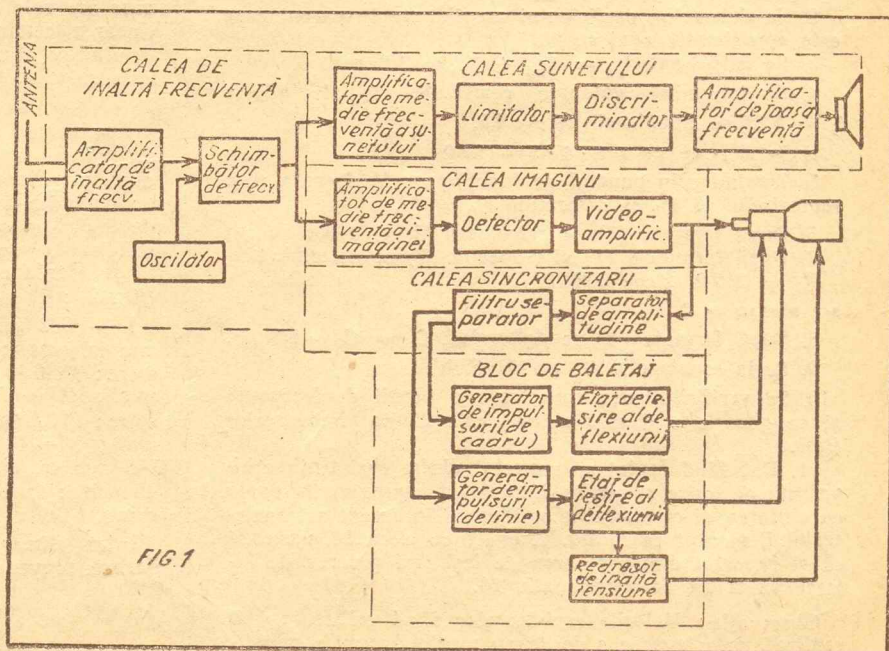 ANTENA
CALEA DE
INALTĂ FRECVENTĂ
Amplifi-
cator de
inaltă
frecv.
Schim-
bător
de frecv.
Oscilător
CALEA SUNETULUI
Amplifica
tor de me-
die frec-
ventă a su-
netului
Limitator
Discri-
minator
Amplifica-
tor de joasă
frecventă
CALEA IMAGINII
Amplifica-
tor de me
die frec-
ventă a i-
maginei
Detector
Video-
amplific.
CALEA SINCRONIZĂRII
Filtru se-
parator
Separator
de ampli-
tudine
BLOC DE BALETAJ
Generator
de impul-
suri (de
cadru)
Etaj de ie-
sire al de-
flexiunii
Genera-
tor de im-
pulsuri
(de linie)
Etaj de
iesire al
deflexiunii
Redresor
de inaltă
tensiune
FIG.1